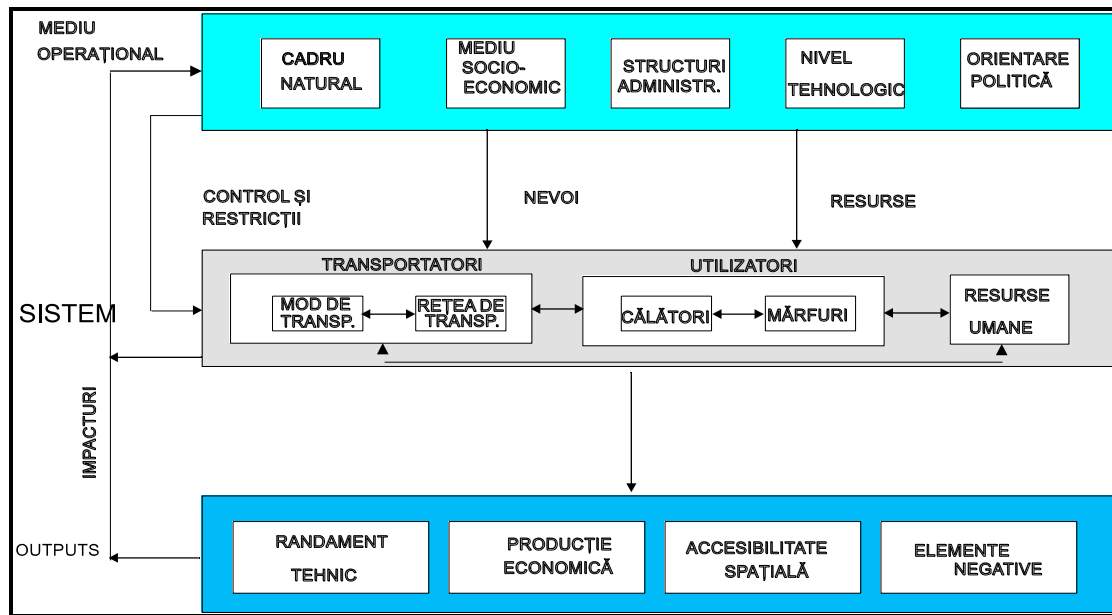 MEDIU
OPERAȚIONAL
CADRU
NATURAL
MEDIU
SOCIO-
ECONOMIC
STRUCTURI
ADMINISTR.
NIVEL
TEHNOLOGIC
ORIENTARE
POLITICĂ
CONTROL ȘI
RESTRICȚII
NEVOI
RESURSE
SISTEM
TRANSPORTATORI
MOD DE
TRANSP.
REȚEA DE
TRANSP.
UTILIZATORI
CĂLĂTORI
MĂRFURI
RESURSE
UMANE
IMPACTURI
OUTPUTS
RANDAMENT
TEHNIC
PRODUCȚIE
ECONOMICĂ
ACCESIBILITATE
SPAȚIALĂ
ELEMENTE
NEGATIVE